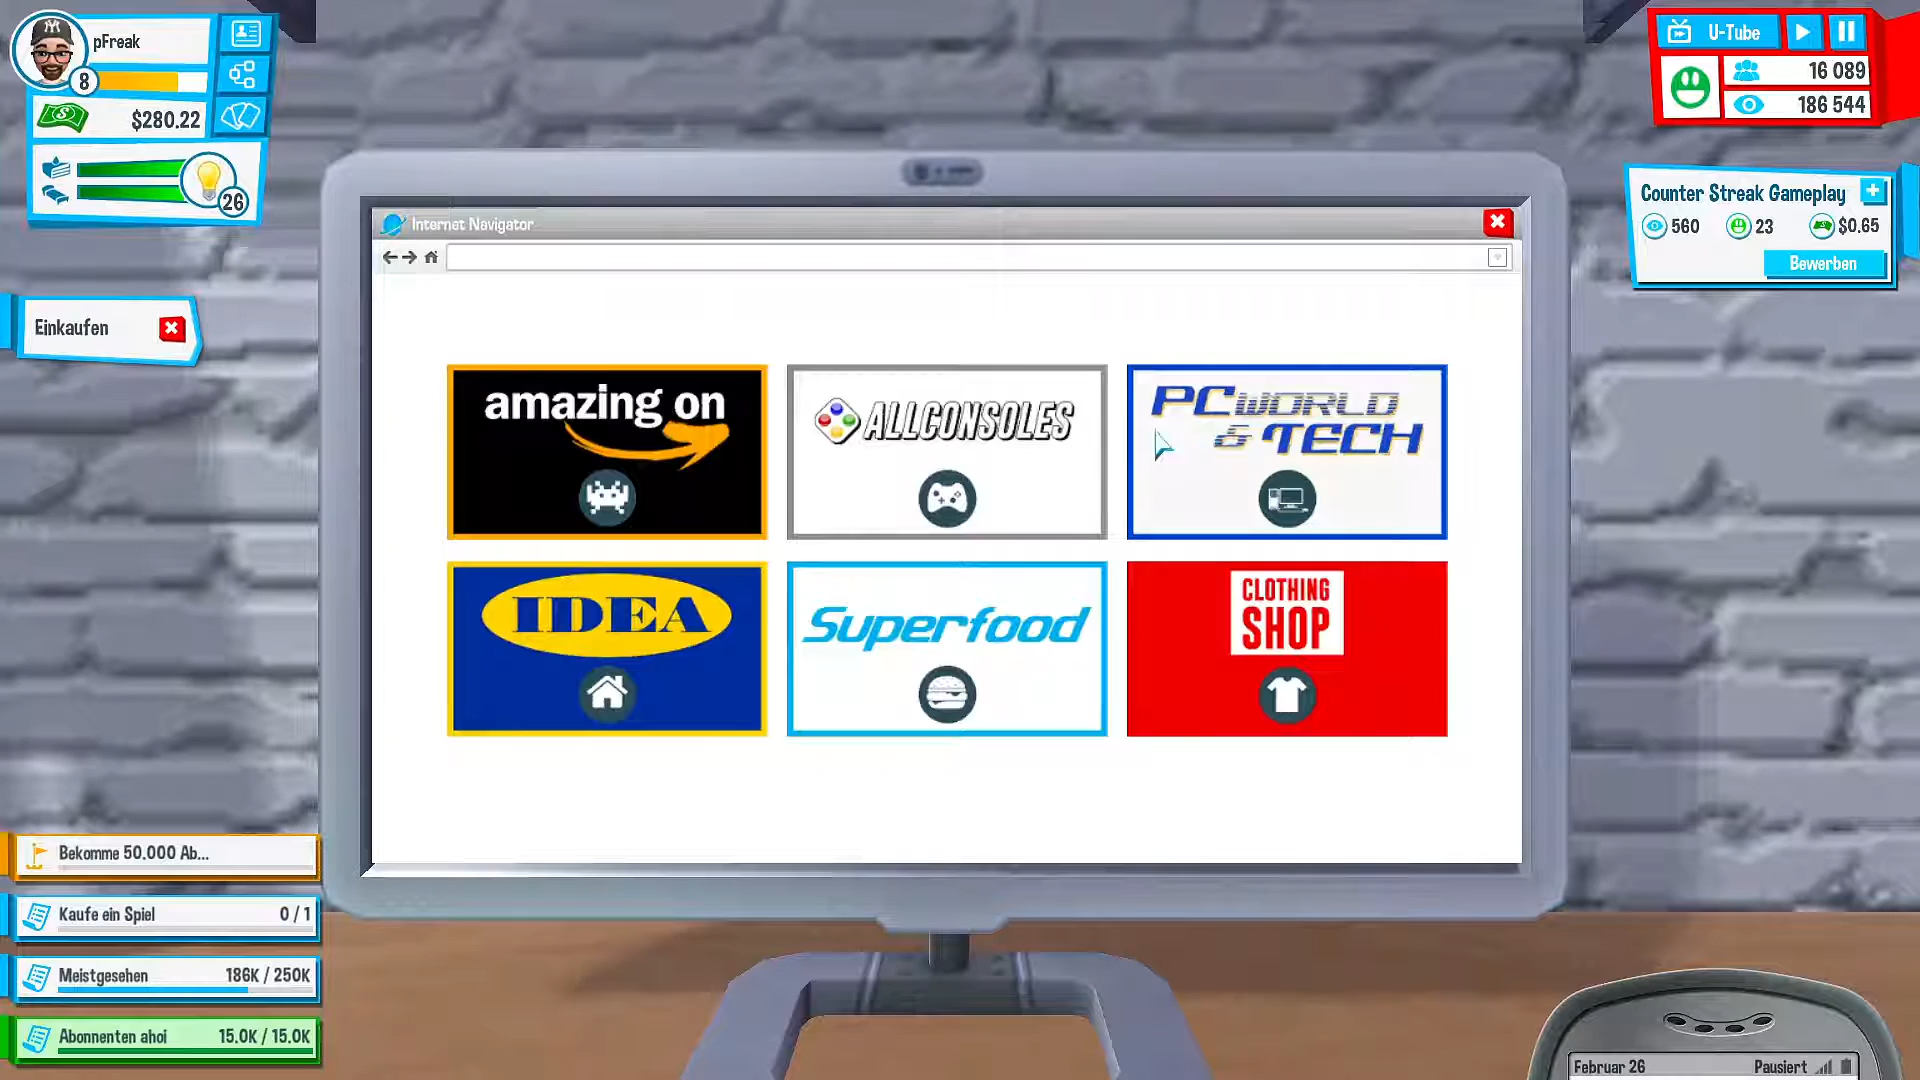 pFreak
8
$280.22
26
U-Tube
16 089
186 544
Counter Streak Gameplay
560
23
$0.65
Bewerben
Internet Navigator
Einkaufen
amazing on
ALLCONSOLES
PC WORLD
& TECH
IDEA
Superfood
CLOTHING
SHOP
Bekomme 50.000 Ab...
Kaufe ein Spiel 0 / 1
Meistgesehen 186K / 250K
Abonnenten ahoi 15.0K / 15.0K
Februar 26 Pausiert